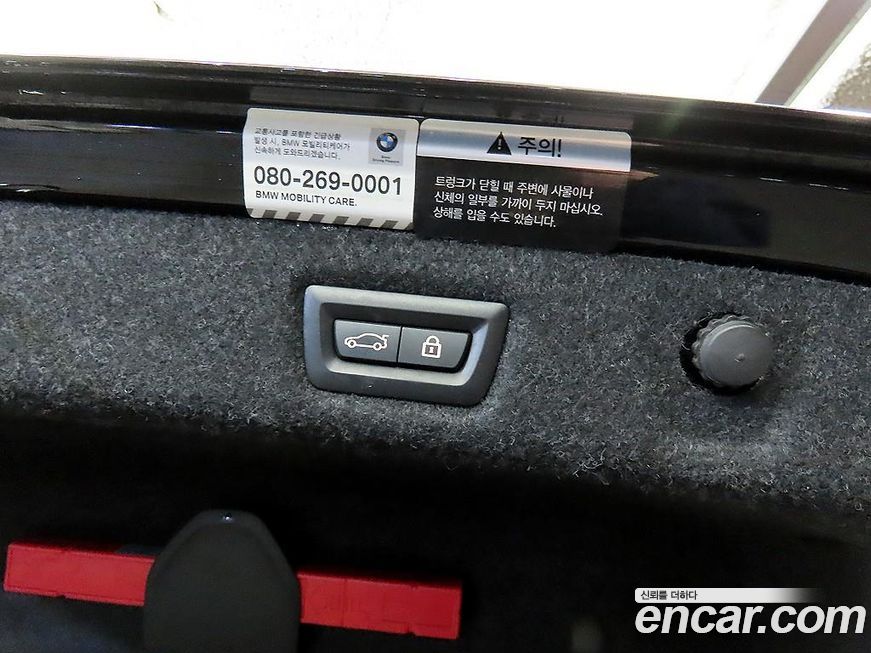 교통사고를 포함한 긴급상황
발생 시, BMW 모빌리티케어가
신속하게 도와드리겠습니다.
080-269-0001
BMW MOBILITY CARE.
주의!
트렁크가 닫힐 때 주변에 사물이나
신체의 일부를 가까이 두지 마십시오.
상해를 입을 수도 있습니다.
신뢰를 더하다
encar.com